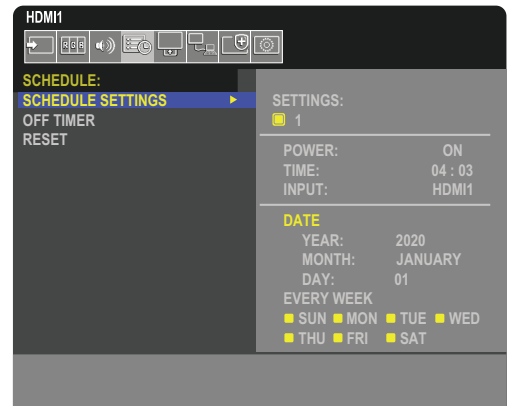 HDMI1
R G B
SCHEDULE:
SCHEDULE SETTINGS
OFF TIMER
RESET
SETTINGS:
1
POWER: ON
TIME: 04 : 03
INPUT: HDMI1
DATE
YEAR: 2020
MONTH: JANUARY
DAY: 01
EVERY WEEK
SUN MON TUE WED
THU FRI SAT